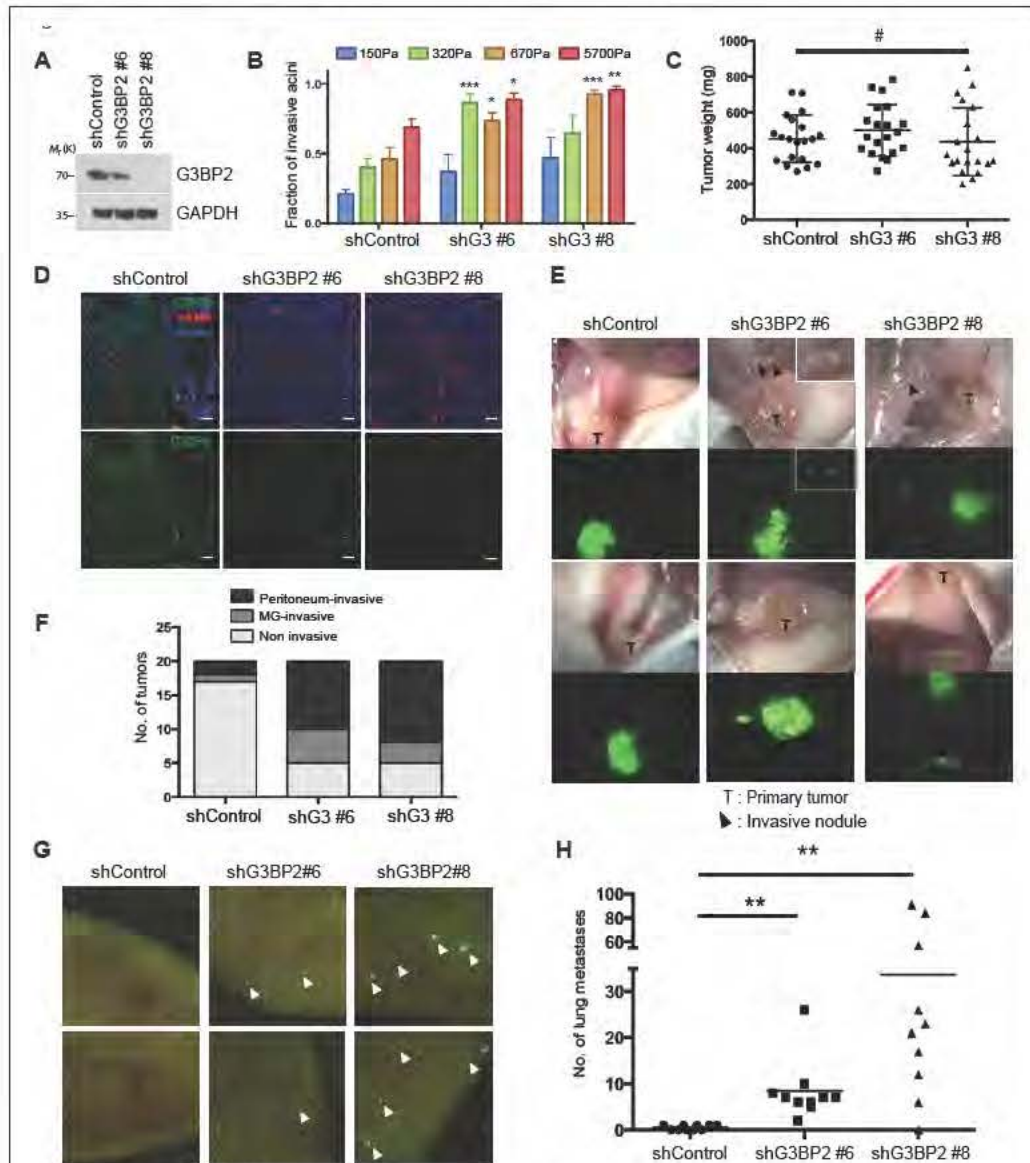 A
shControl
shG3BP2 #6
shG3BP2 #8
Mr (K)
70–
G3BP2
35–
GAPDH
B
150Pa 320Pa 670Pa 5700Pa
Fraction of invasive acini
1.0
0.5
0.0
*** * *
*** **
shControl shG3 #6 shG3 #8
C
#
Tumor weight (mg)
1000
800
600
400
200
0
shControl shG3 #6 shG3 #8
D
shControl shG3BP2 #6 shG3BP2 #8
E
shControl shG3BP2 #6 shG3BP2 #8
T T T
T T T
T : Primary tumor
: Invasive nodule
F
Peritoneum-invasive
MG-invasive
Non invasive
No. of tumors
25
20
15
10
5
0
shControl shG3 #6 shG3 #8
G
shControl shG3BP2#6 shG3BP2#8
H
**
**
No. of lung metastases
100
80
60
30
20
10
0
shControl shG3BP2 #6 shG3BP2 #8